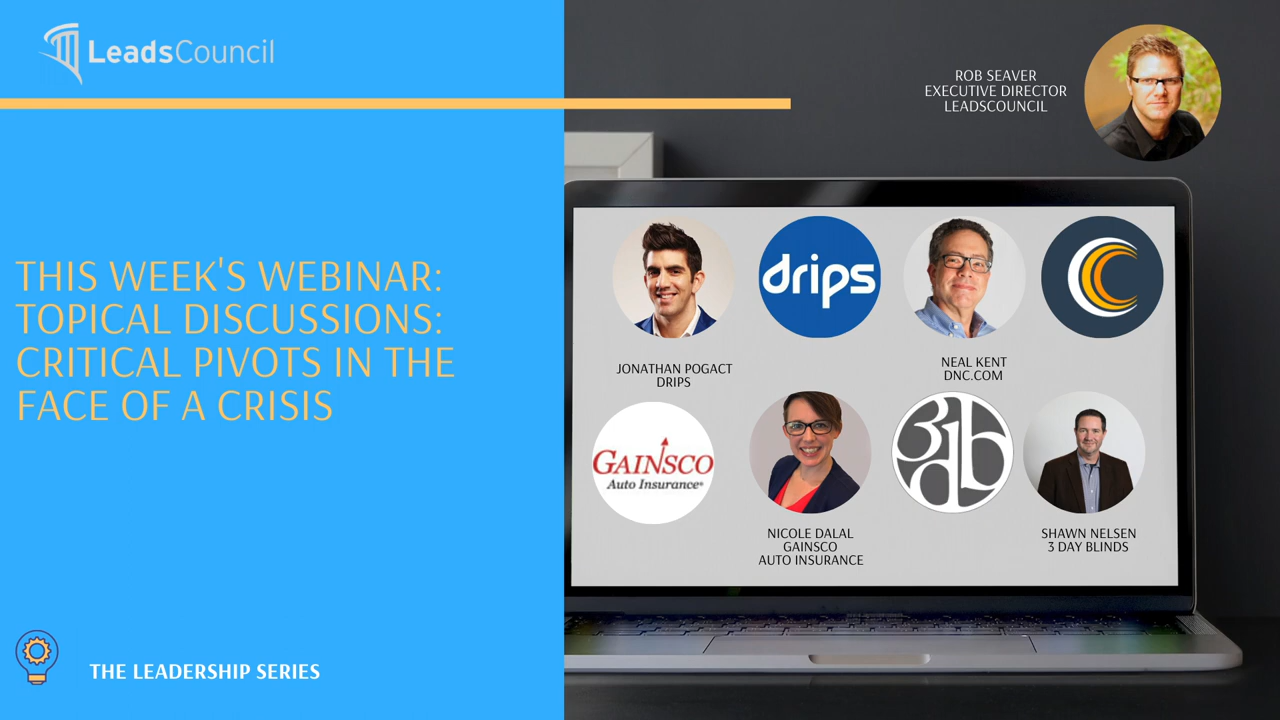 LeadsCouncil
ROB SEAVER
EXECUTIVE DIRECTOR
LEADSCOUNCIL
THIS WEEK'S WEBINAR:
TOPICAL DISCUSSIONS:
CRITICAL PIVOTS IN THE
FACE OF A CRISIS
drips
JONATHAN POGACT
DRIPS
NEAL KENT
DNC.COM
GAINSCO
Auto Insurance®
3db
NICOLE DALAL
GAINSCO
AUTO INSURANCE
SHAWN NELSEN
3 DAY BLINDS
THE LEADERSHIP SERIES